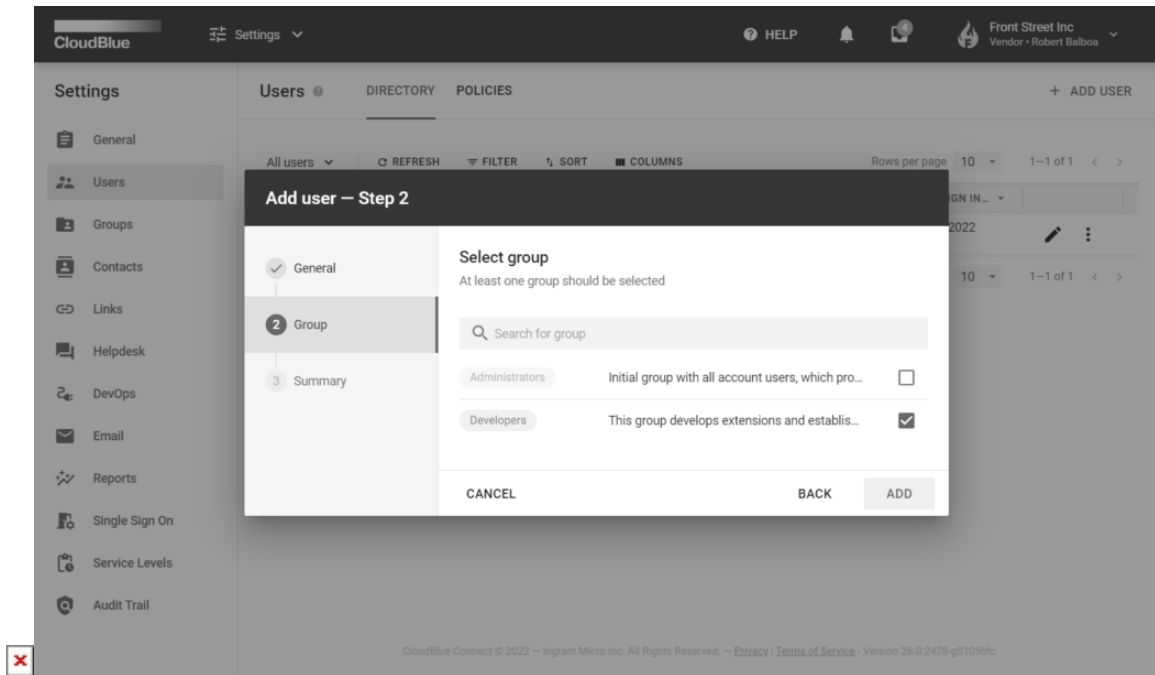 CloudBlue
Settings
HELP
4
Front Street Inc
Vendor • Robert Balboa
Settings
General
Users
Groups
Contacts
Links
Helpdesk
DevOps
Email
Reports
Single Sign On
Service Levels
Audit Trail
Users
DIRECTORY
POLICIES
+ ADD USER
All users
REFRESH
FILTER
SORT
COLUMNS
Rows per page 10
1–1 of 1
IGN IN...
2022
10
1–1 of 1
Add user — Step 2
General
2 Group
3 Summary
Select group
At least one group should be selected
Search for group
Administrators
Initial group with all account users, which pro...
Developers
This group develops extensions and establis...
CANCEL
BACK
ADD
CloudBlue Connect © 2022 — Ingram Micro Inc. All Rights Reserved. — Privacy | Terms of Service - Version 26.0.2478-g0109bfc